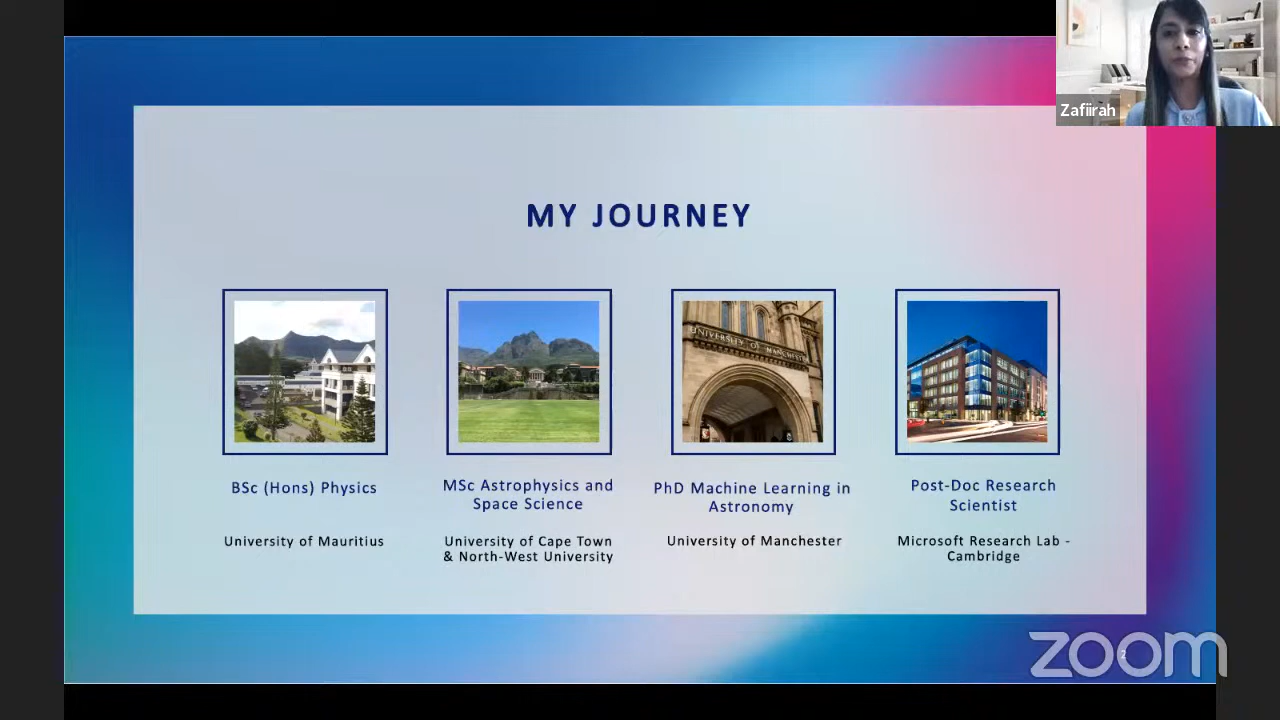 Zafiirah
MY JOURNEY
UNIVERSITY OF MANCHESTER
BSc (Hons) Physics
University of Mauritius
MSc Astrophysics and
Space Science
University of Cape Town
& North-West University
PhD Machine Learning in
Astronomy
University of Manchester
Post-Doc Research
Scientist
Microsoft Research Lab -
Cambridge
2
zoom